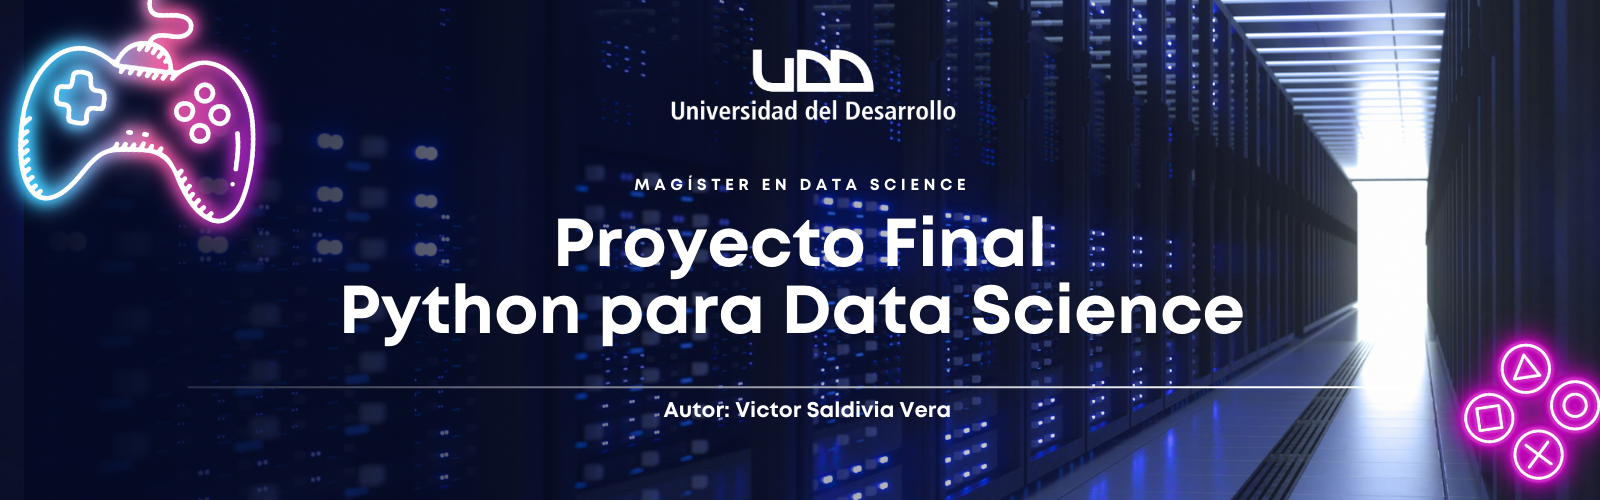 UDD
Universidad del Desarrollo
MAGÍSTER EN DATA SCIENCE
Proyecto Final
Python para Data Science
Autor: Victor Saldivia Vera